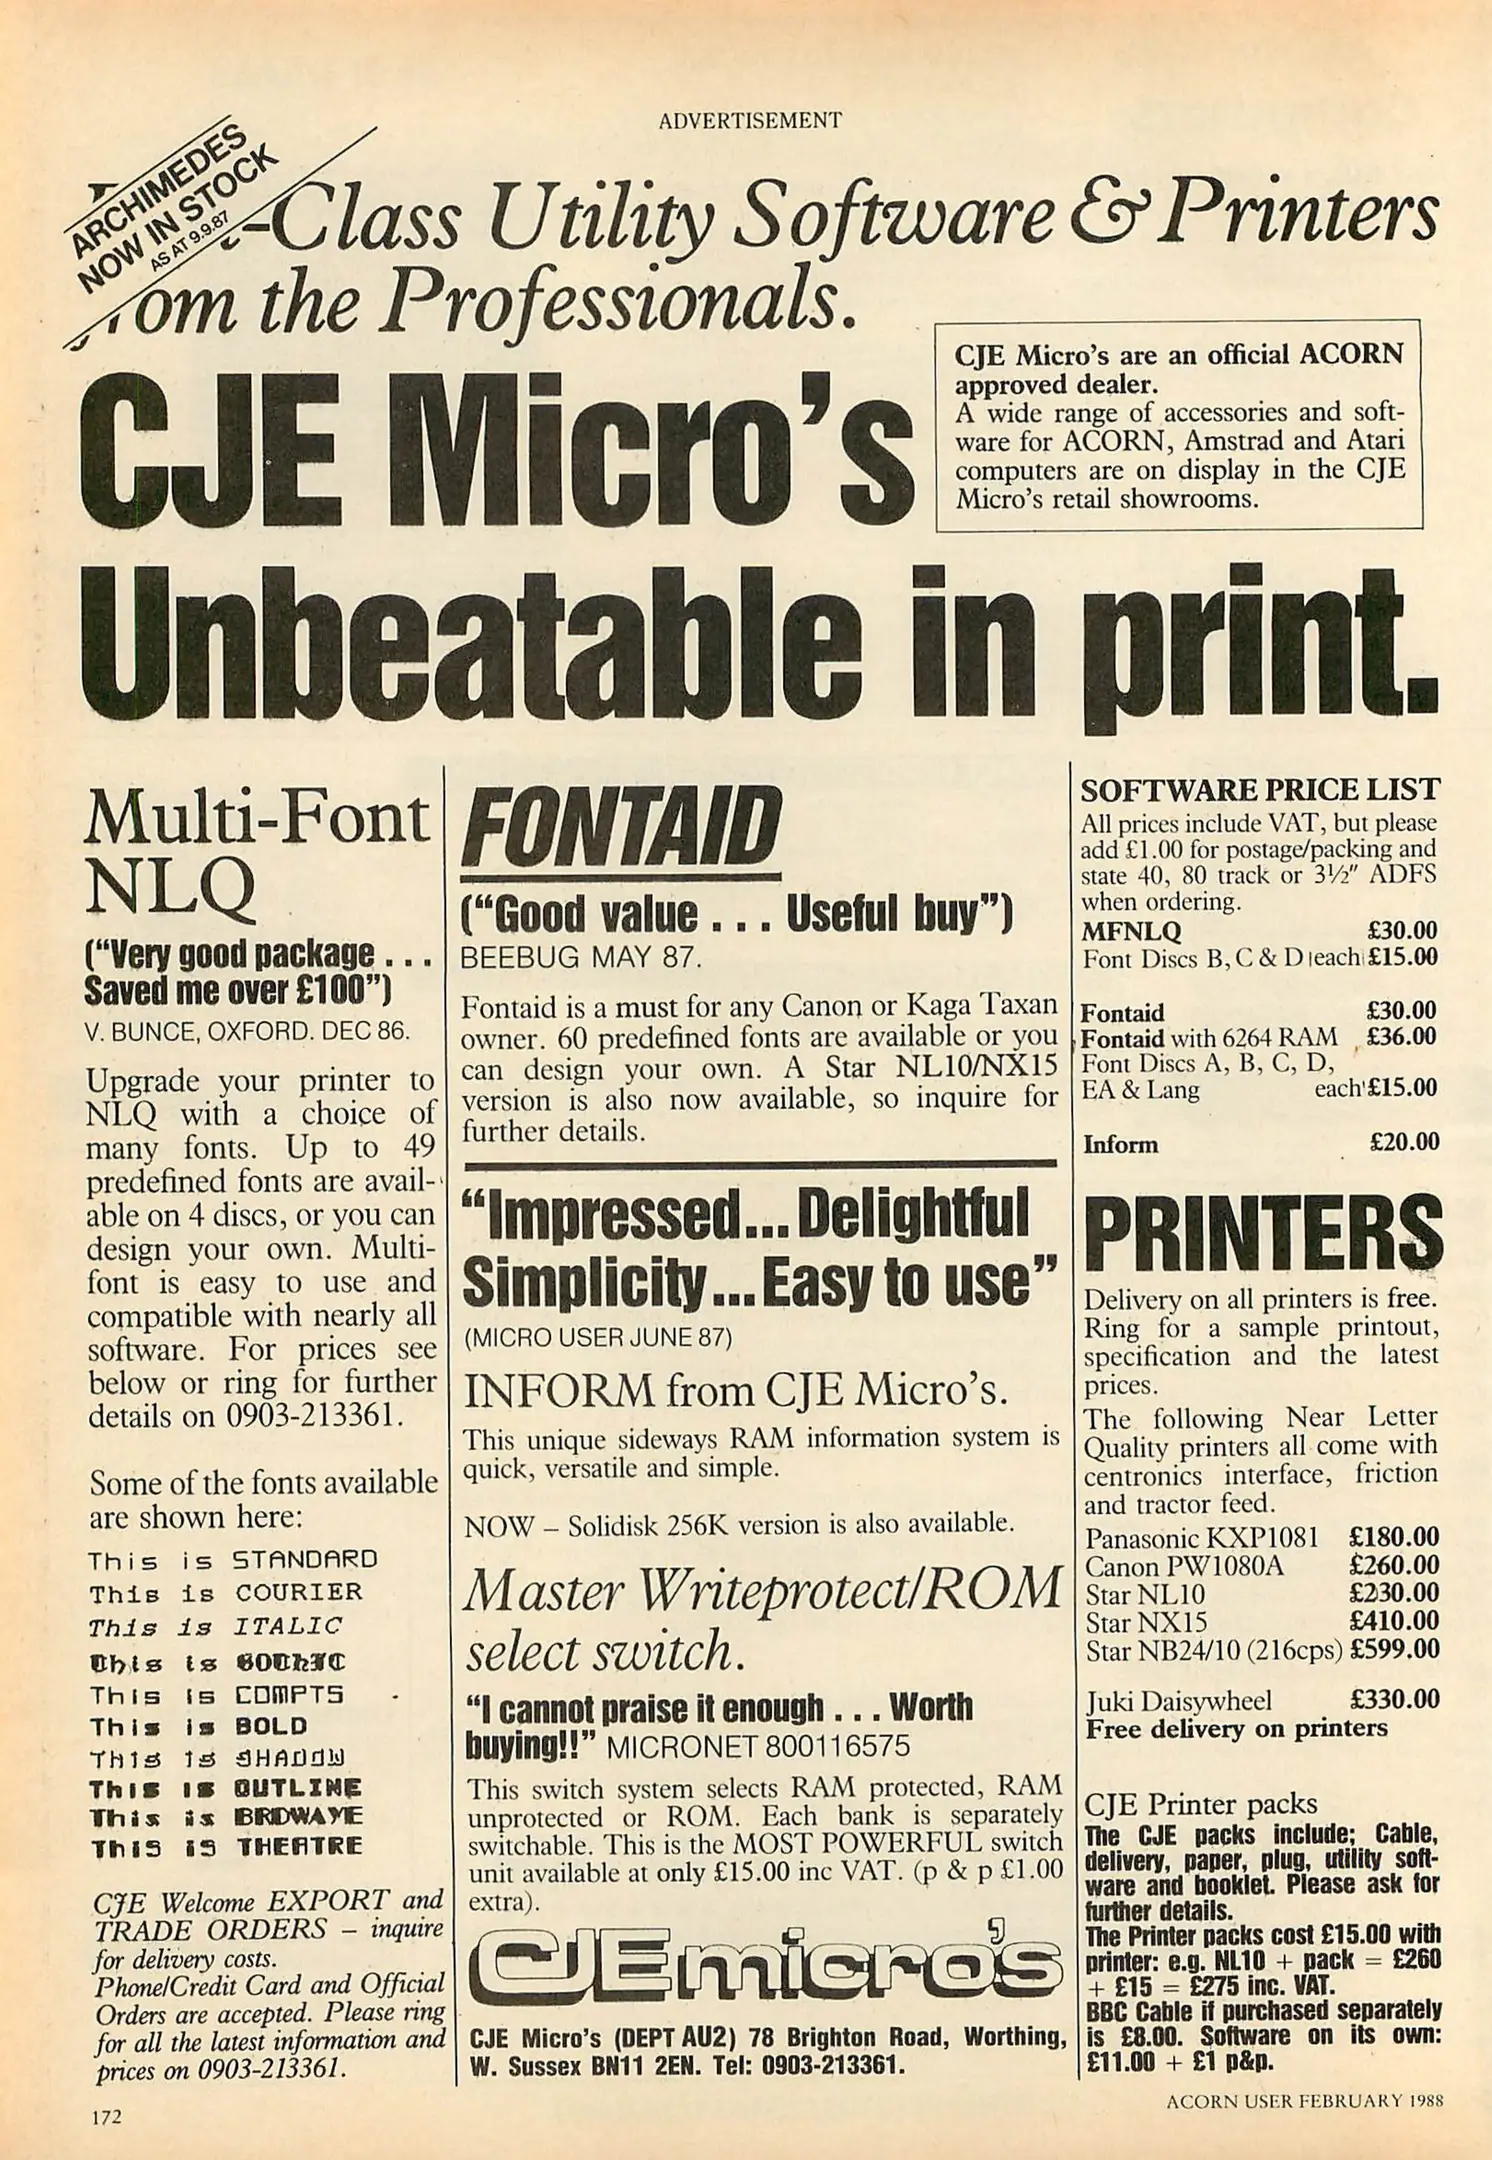 ADVERTISEMENT
ARCHIMEDES
NOW IN STOCK
AS AT 9.9.87
-Class Utility Software & Printers
from the Professionals.
CJE Micro's
Unbeatable in print.
CJE Micro's are an official ACORN
approved dealer.
A wide range of accessories and soft-
ware for ACORN, Amstrad and Atari
computers are on display in the CJE
Micro's retail showrooms.
Multi-Font
NLQ
("Very good package . . .
Saved me over £100")
V. BUNCE, OXFORD. DEC 86.
Upgrade your printer to
NLQ with a choice of
many fonts. Up to 49
predefined fonts are avail-
able on 4 discs, or you can
design your own. Multi-
font is easy to use and
compatible with nearly all
software. For prices see
below or ring for further
details on 0903-213361.
Some of the fonts available
are shown here:
This is STANDARD
This is COURIER
This is ITALIC
This is GOTHIC
This is COMPTS
This is BOLD
This is SHADOW
This is OUTLINE
This is BRDWAYE
This is THEATRE
CJE Welcome EXPORT and
TRADE ORDERS – inquire
for delivery costs.
Phone/Credit Card and Official
Orders are accepted. Please ring
for all the latest information and
prices on 0903-213361.
FONTAID
("Good value . . . Useful buy")
BEEBUG MAY 87.
Fontaid is a must for any Canon or Kaga Taxan
owner. 60 predefined fonts are available or you
can design your own. A Star NL10/NX15
version is also now available, so inquire for
further details.
"Impressed... Delightful
Simplicity... Easy to use"
(MICRO USER JUNE 87)
INFORM from CJE Micro's.
This unique sideways RAM information system is
quick, versatile and simple.
NOW – Solidisk 256K version is also available.
Master Writeprotect/ROM
select switch.
"I cannot praise it enough . . . Worth
buying!!" MICRONET 800116575
This switch system selects RAM protected, RAM
unprotected or ROM. Each bank is separately
switchable. This is the MOST POWERFUL switch
unit available at only £15.00 inc VAT. (p & p £1.00
extra).
CJE micro's
CJE Micro's (DEPT AU2) 78 Brighton Road, Worthing,
W. Sussex BN11 2EN. Tel: 0903-213361.
SOFTWARE PRICE LIST
All prices include VAT, but please
add £1.00 for postage/packing and
state 40, 80 track or 3½" ADFS
when ordering.
MFNLQ £30.00
Font Discs B, C & D each £15.00
Fontaid £30.00
Fontaid with 6264 RAM £36.00
Font Discs A, B, C, D,
EA & Lang each £15.00
Inform £20.00
PRINTERS
Delivery on all printers is free.
Ring for a sample printout,
specification and the latest
prices.
The following Near Letter
Quality printers all come with
centronics interface, friction
and tractor feed.
Panasonic KXP1081 £180.00
Canon PW1080A £260.00
Star NL10 £230.00
Star NX15 £410.00
Star NB24/10 (216cps) £599.00
Juki Daisywheel £330.00
Free delivery on printers
CJE Printer packs
The CJE packs include; Cable,
delivery, paper, plug, utility soft-
ware and booklet. Please ask for
further details.
The Printer packs cost £15.00 with
printer: e.g. NL10 + pack = £260
+ £15 = £275 inc. VAT.
BBC Cable if purchased separately
is £8.00. Software on its own:
£11.00 + £1 p&p.
172
ACORN USER FEBRUARY 1988